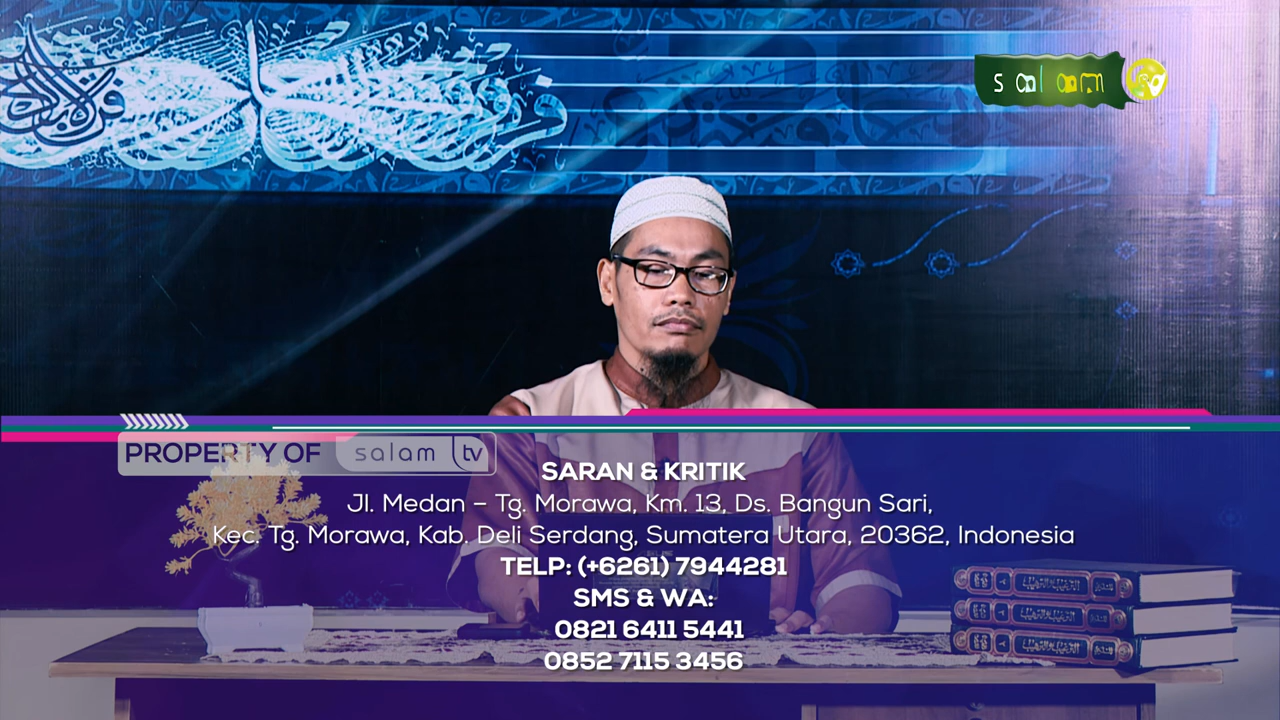 salam tv
PROPERTY OF salam tv
SARAN & KRITIK
Jl. Medan – Tg. Morawa, Km. 13, Ds. Bangun Sari,
Kec. Tg. Morawa, Kab. Deli Serdang, Sumatera Utara, 20362, Indonesia
TELP: (+6261) 7944281
SMS & WA:
0821 6411 5441
0852 7115 3456